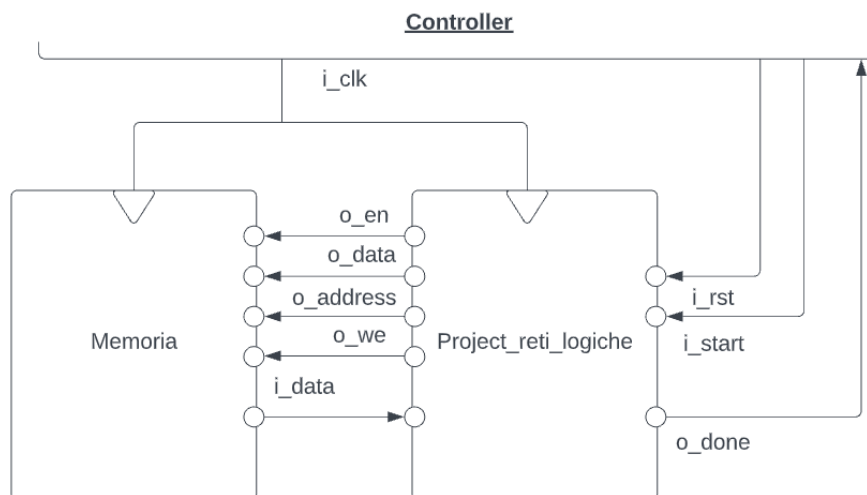 Controller
i_clk
o_en
o_data
o_address
i_rst
o_we
Memoria
Project_reti_logiche
i_start
i_data
o_done